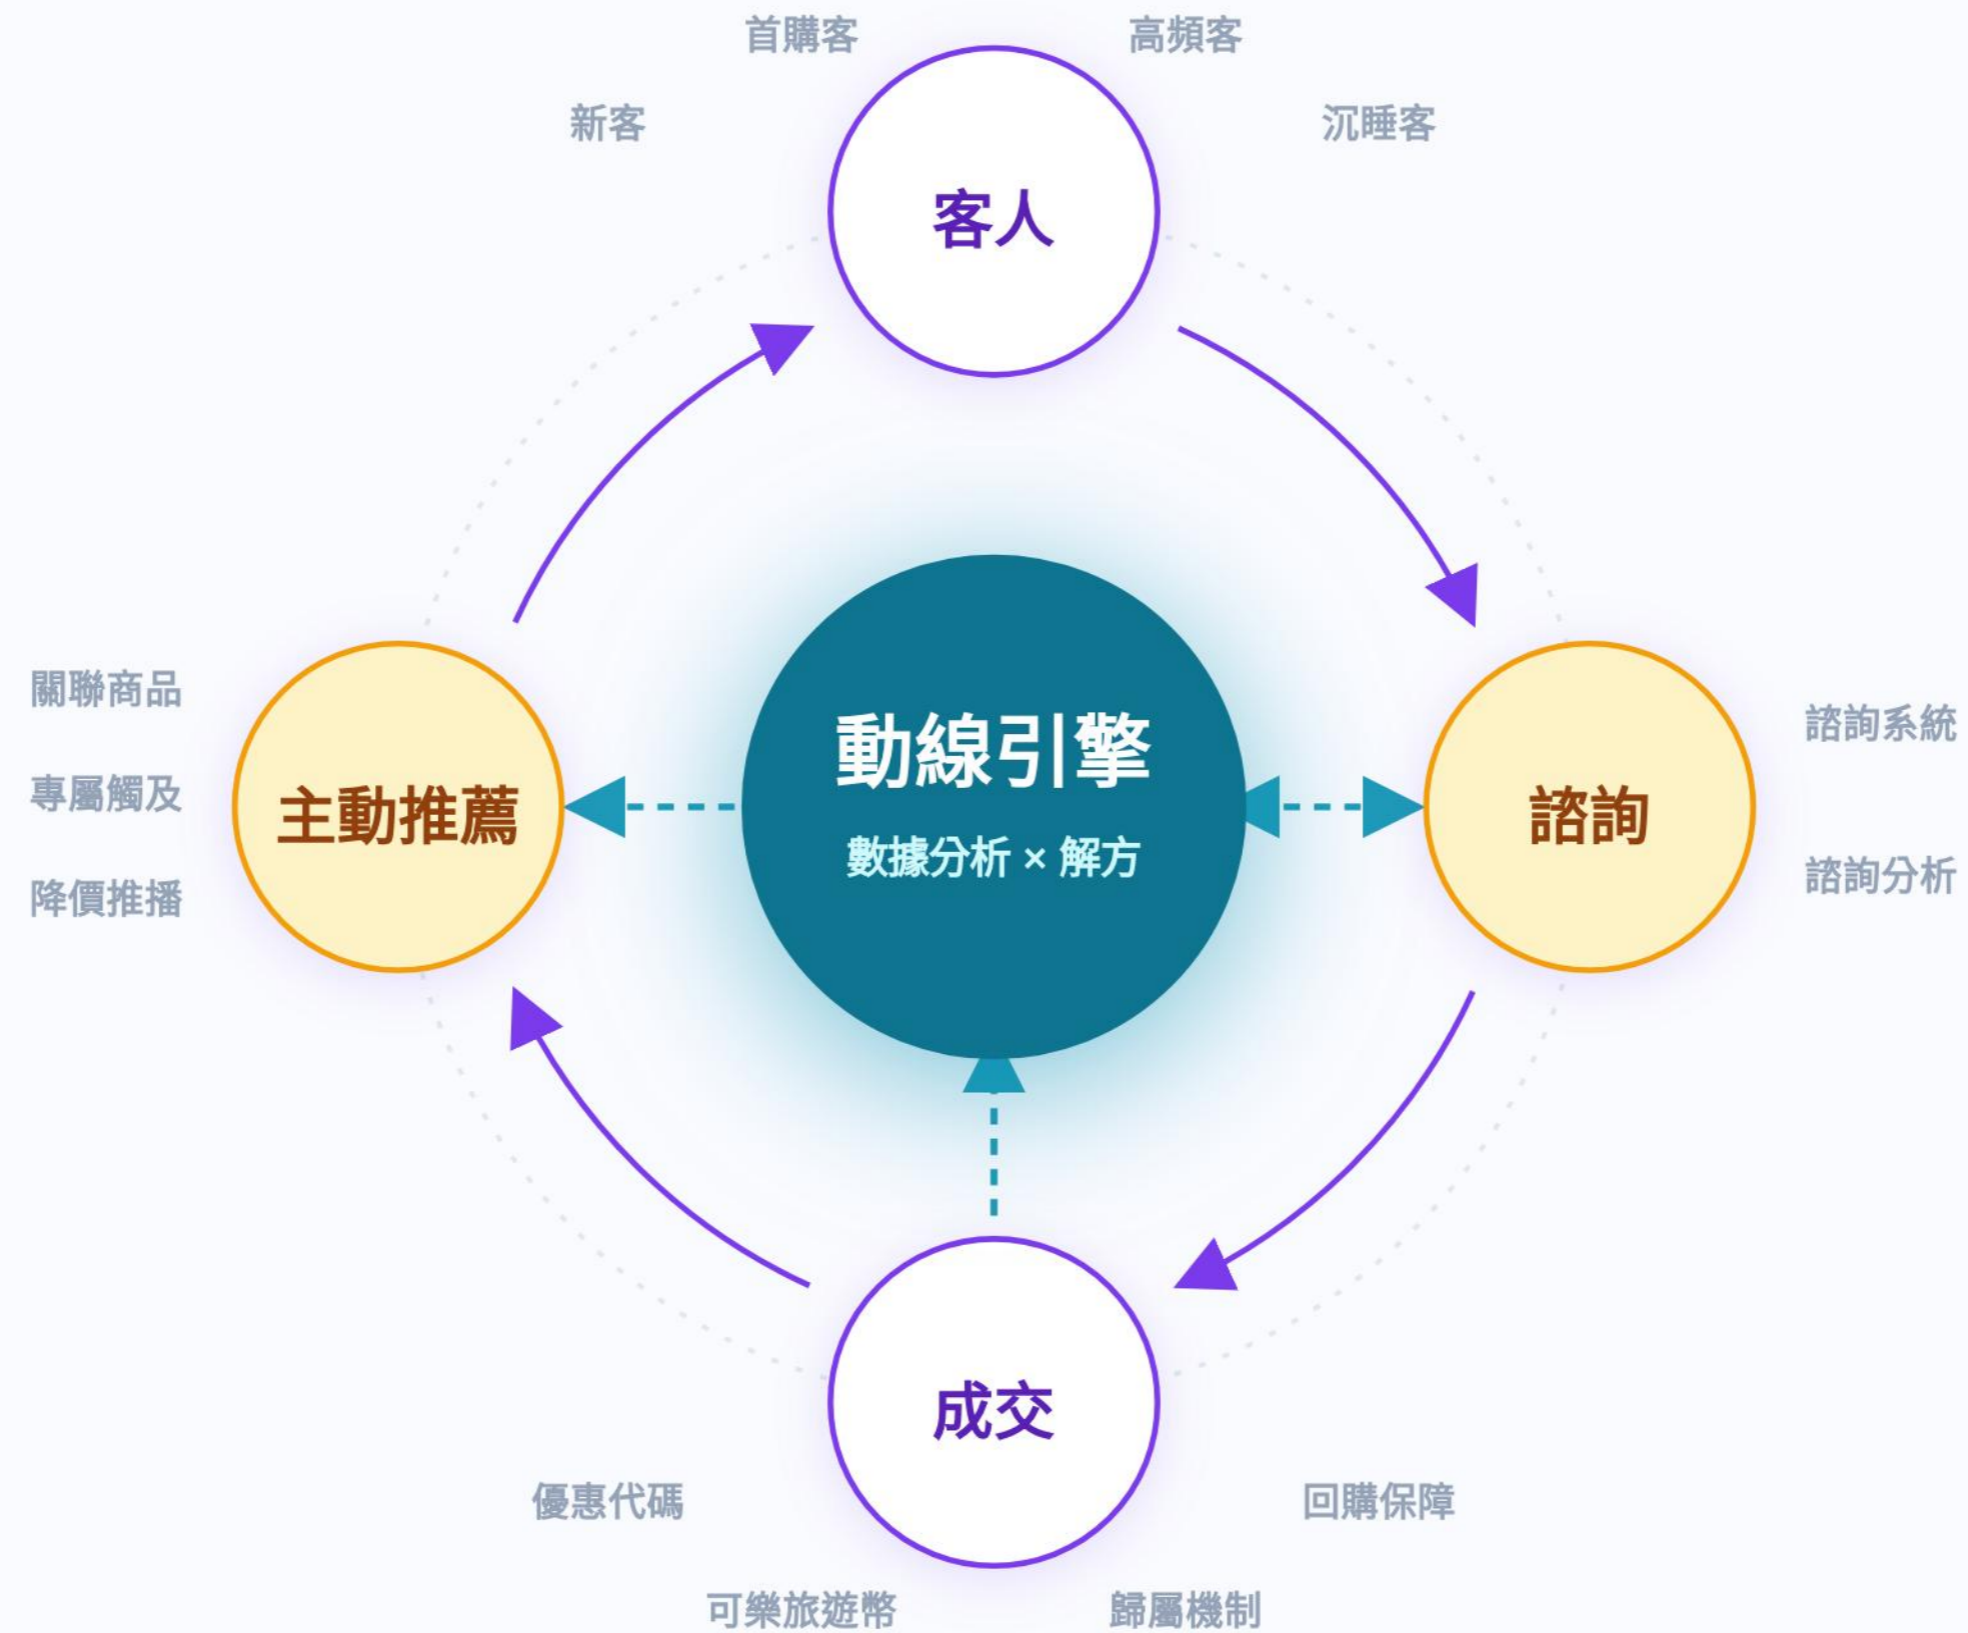 首購客
高頻客
新客
沉睡客
客人
關聯商品
專屬觸及
降價推播
主動推薦
動線引擎
數據分析 × 解方
諮詢
諮詢系統
諮詢分析
成交
優惠代碼
回購保障
可樂旅遊幣
歸屬機制